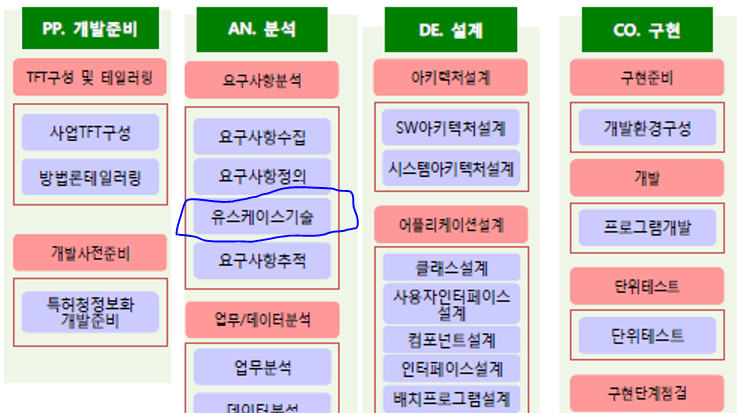 PP. 개발준비
TFT구성 및 테일러링
사업TFT구성
방법론테일러링
개발사전준비
특허청정보화
개발준비
AN. 분석
요구사항분석
요구사항수집
요구사항정의
유스케이스기술
요구사항추적
업무/데이터분석
업무분석
데이터분석
DE. 설계
아키텍처설계
SW아키텍처설계
시스템아키텍처설계
어플리케이션설계
클래스설계
사용자인터페이스
설계
컴포넌트설계
인터페이스설계
배치프로그램설계
CO. 구현
구현준비
개발환경구성
개발
프로그램개발
단위테스트
단위테스트
구현단계점검